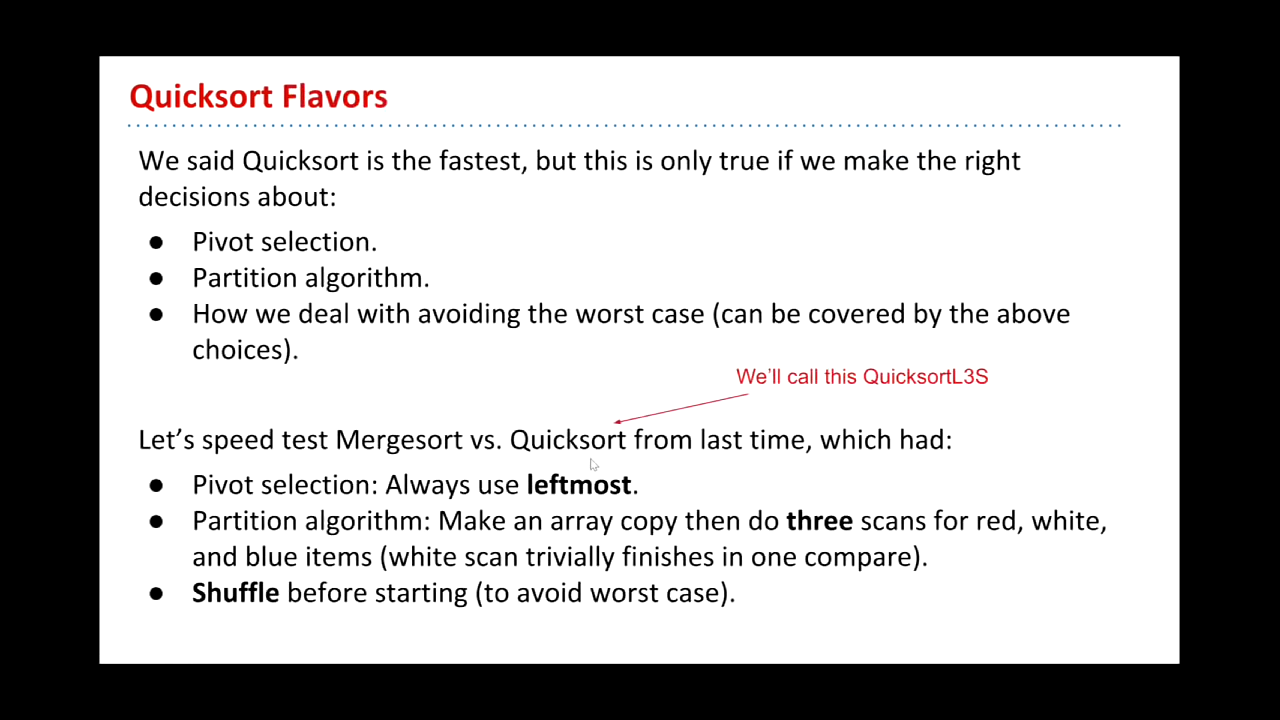 Quicksort Flavors
We said Quicksort is the fastest, but this is only true if we make the right
decisions about:
● Pivot selection.
● Partition algorithm.
● How we deal with avoiding the worst case (can be covered by the above
choices).
We’ll call this QuicksortL3S
Let’s speed test Mergesort vs. Quicksort from last time, which had:
● Pivot selection: Always use leftmost.
● Partition algorithm: Make an array copy then do three scans for red, white,
and blue items (white scan trivially finishes in one compare).
● Shuffle before starting (to avoid worst case).